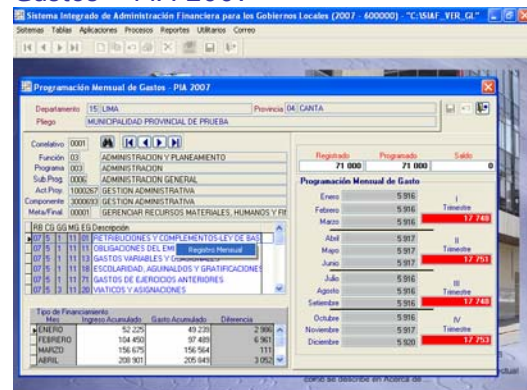 Sistema Integrado de Administración Financiera para los Gobiernos Locales (2007 - 600000) - "C:\SIAF_VER_GL"
Sistemas Tablas Aplicaciones Procesos Reportes Utilitarios Correo
Programación Mensual de Gastos - PIA 2007
Departamento 15 LIMA Provincia 04 CANTA
Pliego MUNICIPALIDAD PROVINCIAL DE PRUEBA
Correlativo 0001
Función 03 ADMINISTRACION Y PLANEAMIENTO
Programa 003 ADMINISTRACION
Sub.Prog. 0006 ADMINISTRACION GENERAL
Act.Proy. 1000267 GESTION ADMINISTRATIVA
Componente 3000693 GESTION ADMINISTRATIVA
Meta/Final 00001 GERENCIAR RECURSOS MATERIALES, HUMANOS Y FI
RB CG GG MG EG Descripción
07 5 1 11 01 RETRIBUCIONES Y COMPLEMENTOS-LEY DE BAS
07 5 1 11 OBLIGACIONES DEL EM
Registro Mensual
07 5 1 11 GASTOS VARIABLES Y
07 5 1 11 18 ESCOLARIDAD, AGUINALDOS Y GRATIFICACIONES
07 5 1 11 71 GASTOS DE EJERCICIOS ANTERIORES
07 5 3 11 20 VIATICOS Y ASIGNACIONES
Tipo de Financiamiento
Mes Ingreso Acumulado Gasto Acumulado Diferencia
ENERO 52 225 49 239 2 986
FEBRERO 104 450 97 489 6 961
MARZO 156 675 156 564 111
ABRIL 208 901 205 849 3 052
Registrado Programado Saldo
71 000 71 000 0
Programación Mensual de Gasto
Enero 5 916
Febrero 5 916
Marzo 5 916
I Trimestre
17 748
Abril 5 917
Mayo 5 917
Junio 5 917
II Trimestre
17 751
Julio 5 916
Agosto 5 916
Setiembre 5 916
III Trimestre
17 748
Octubre 5 916
Noviembre 5 917
Diciembre 5 920
IV Trimestre
17 753
como se describe en Acerca de...